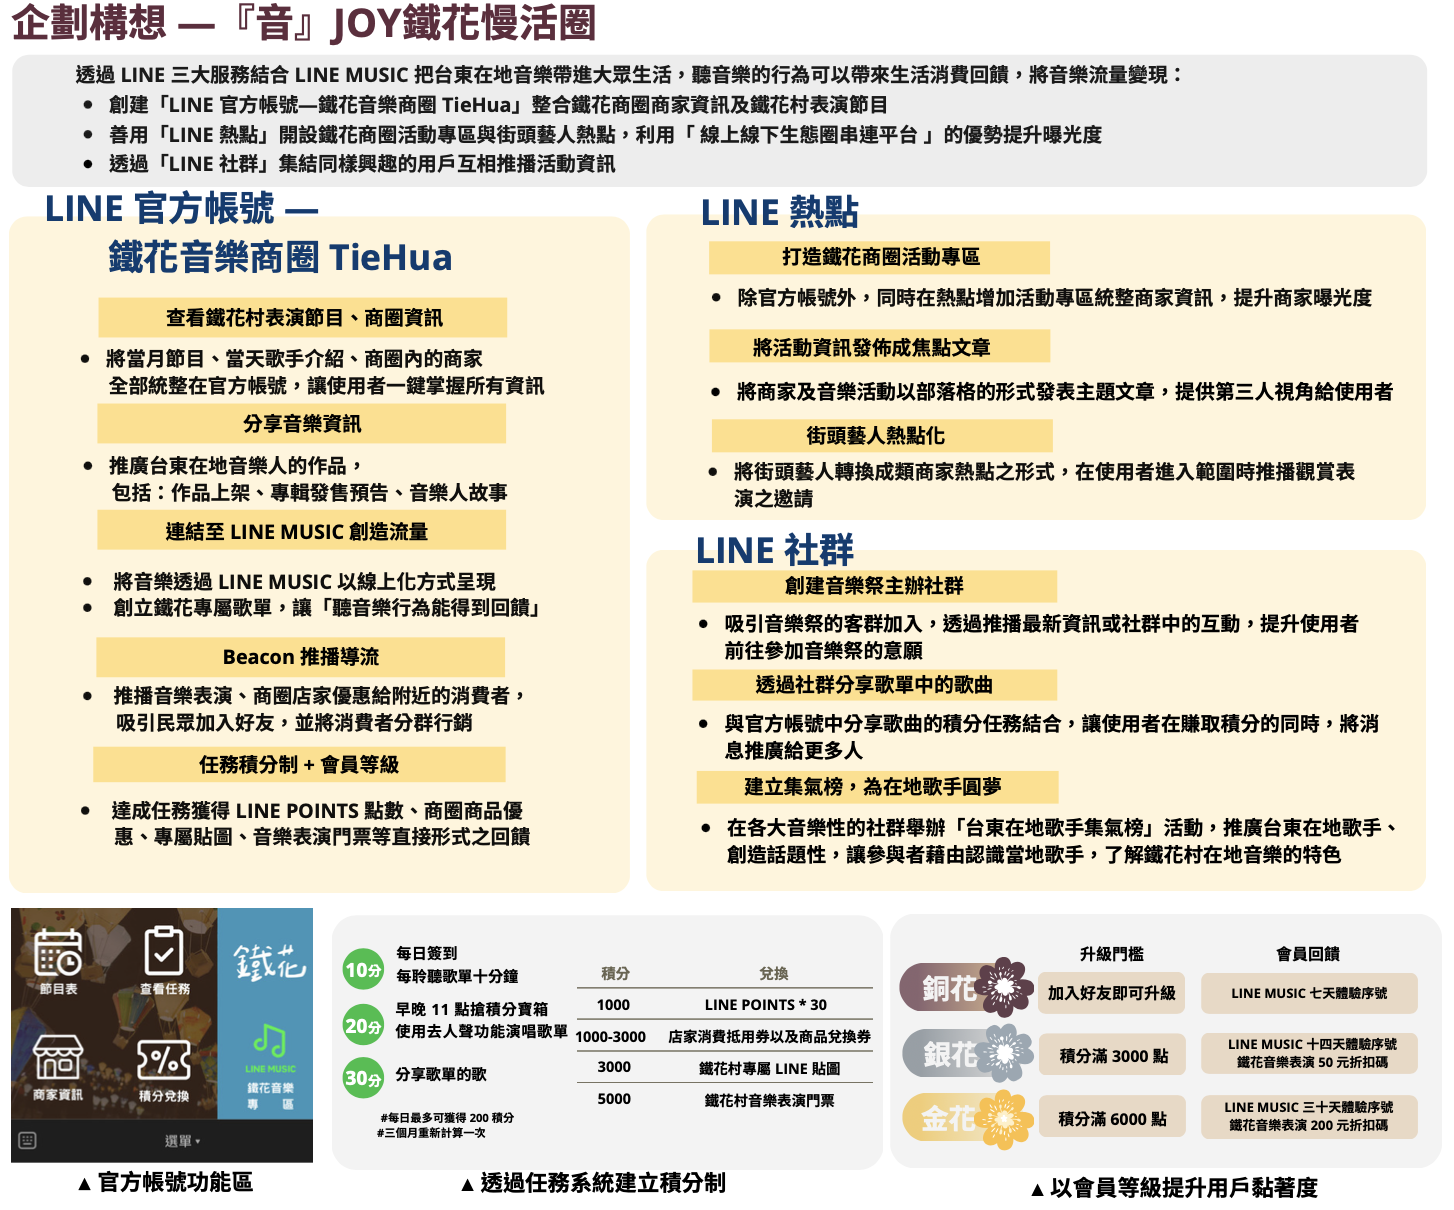 企劃構想 —『音』JOY鐵花慢活圈
透過 LINE 三大服務結合 LINE MUSIC 把台東在地音樂帶進大眾生活，聽音樂的行為可以帶來生活消費回饋，將音樂流量變現：
• 創建「LINE 官方帳號—鐵花音樂商圈 TieHua」整合鐵花商圈商家資訊及鐵花村表演節目
• 善用「LINE 熱點」開設鐵花商圈活動專區與街頭藝人熱點，利用「 線上線下生態圈串連平台 」的優勢提升曝光度
• 透過「LINE 社群」集結同樣興趣的用戶互相推播活動資訊
LINE 官方帳號 —
鐵花音樂商圈 TieHua
查看鐵花村表演節目、商圈資訊
• 將當月節目、當天歌手介紹、商圈內的商家
全部統整在官方帳號，讓使用者一鍵掌握所有資訊
分享音樂資訊
• 推廣台東在地音樂人的作品，
包括：作品上架、專輯發售預告、音樂人故事
連結至 LINE MUSIC 創造流量
• 將音樂透過 LINE MUSIC 以線上化方式呈現
• 創立鐵花專屬歌單，讓「聽音樂行為能得到回饋」
Beacon 推播導流
• 推播音樂表演、商圈店家優惠給附近的消費者，
吸引民眾加入好友，並將消費者分群行銷
任務積分制 + 會員等級
• 達成任務獲得 LINE POINTS 點數、商圈商品優
惠、專屬貼圖、音樂表演門票等直接形式之回饋
LINE 熱點
打造鐵花商圈活動專區
• 除官方帳號外，同時在熱點增加活動專區統整商家資訊，提升商家曝光度
將活動資訊發佈成焦點文章
• 將商家及音樂活動以部落格的形式發表主題文章，提供第三人視角給使用者
街頭藝人熱點化
• 將街頭藝人轉換成類商家熱點之形式，在使用者進入範圍時推播觀賞表
演之邀請
LINE 社群
創建音樂祭主辦社群
• 吸引音樂祭的客群加入，透過推播最新資訊或社群中的互動，提升使用者
前往參加音樂祭的意願
透過社群分享歌單中的歌曲
• 與官方帳號中分享歌曲的積分任務結合，讓使用者在賺取積分的同時，將消
息推廣給更多人
建立集氣榜，為在地歌手圓夢
• 在各大音樂性的社群舉辦「台東在地歌手集氣榜」活動，推廣台東在地歌手、
創造話題性，讓參與者藉由認識當地歌手，了解鐵花村在地音樂的特色
節目表
查看任務
鐵花
商家資訊
積分兌換
LINE MUSIC
鐵花音樂
專 區
選單▾
▲ 官方帳號功能區
10分
每日簽到
每聆聽歌單十分鐘
20分
早晚 11 點搶積分寶箱
使用去人聲功能演唱歌單
30分
分享歌單的歌
#每日最多可獲得 200 積分
#三個月重新計算一次
積分 兌換
1000 LINE POINTS * 30
1000-3000 店家消費抵用券以及商品兌換券
3000 鐵花村專屬 LINE 貼圖
5000 鐵花村音樂表演門票
▲ 透過任務系統建立積分制
升級門檻 會員回饋
銅花 加入好友即可升級 LINE MUSIC 七天體驗序號
銀花 積分滿 3000 點 LINE MUSIC 十四天體驗序號
鐵花音樂表演 50 元折扣碼
金花 積分滿 6000 點 LINE MUSIC 三十天體驗序號
鐵花音樂表演 200 元折扣碼
▲ 以會員等級提升用戶黏著度